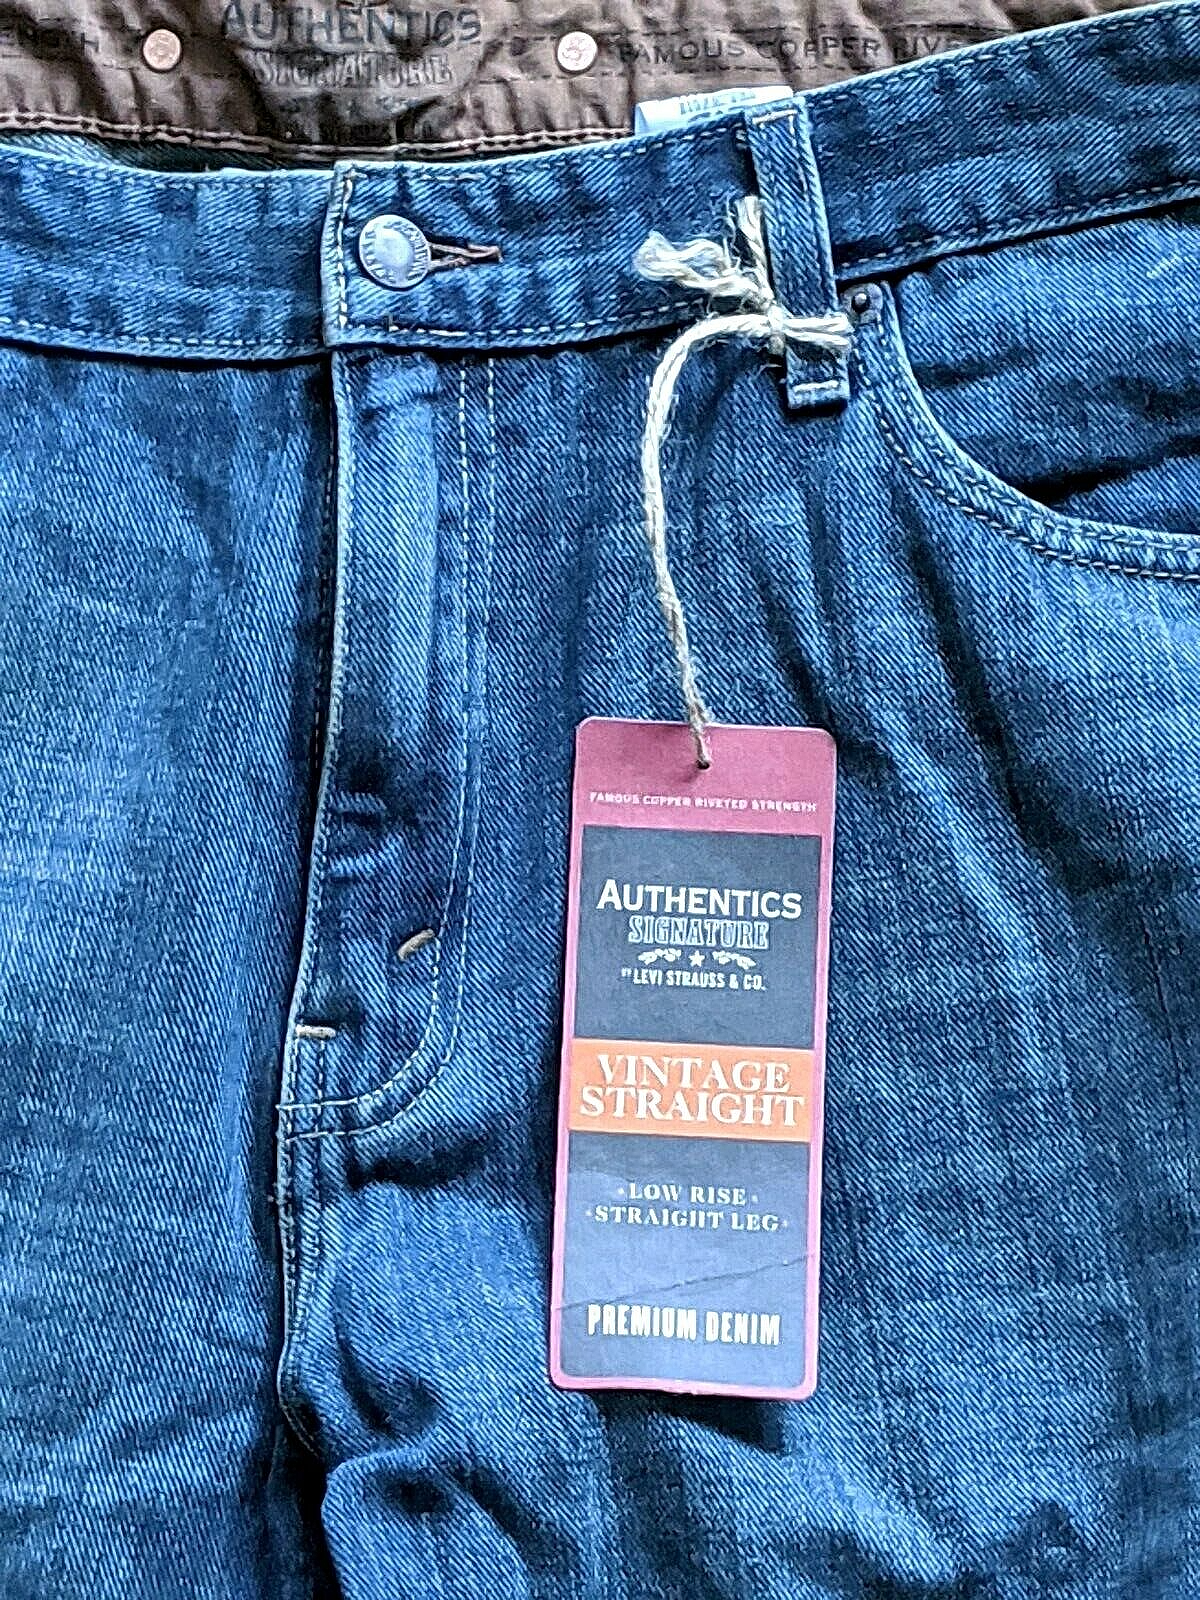 AUTHENTICS
SIGNATURE
FAMOUS COPPER RIV
FAMOUS COPPER RIVETED STRENGTH
AUTHENTICS
SIGNATURE
BY LEVI STRAUSS & CO.
VINTAGE
STRAIGHT
·LOW RISE·
·STRAIGHT LEG·
PREMIUM DENIM